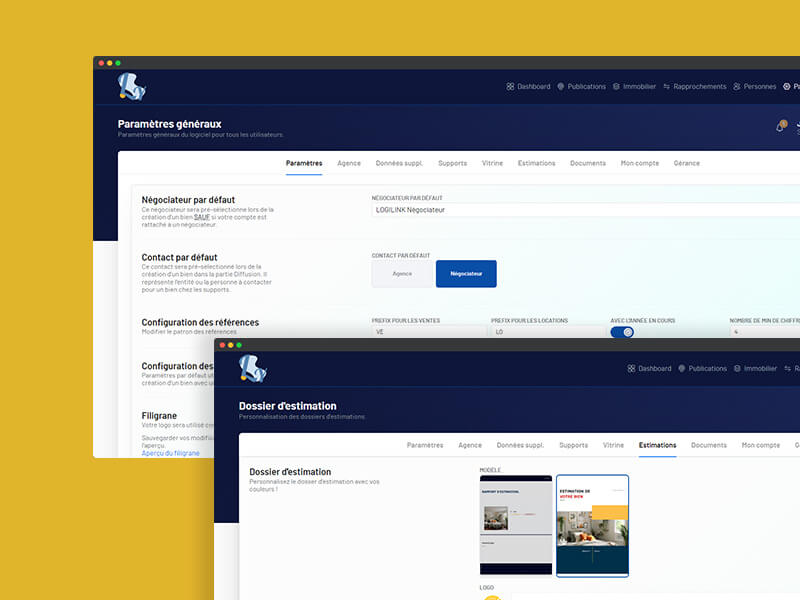 Dashboard Publications Immobilier Rapprochements Personnes Pa
Paramètres généraux
Paramètres généraux du logiciel pour tous les utilisateurs.
Paramètres Agence Données suppl. Supports Vitrine Estimations Documents Mon compte Gérance
Négociateur par défaut
Ce négociateur sera pré-selectionné lors de la
création d'un bien SAUF si votre compte est
rattaché à un négociateur.
NÉGOCIATEUR PAR DÉFAUT
LOGILINK Négociateur
Contact par défaut
Ce contact sera pré-selectionné lors de la
création d'un bien dans la partie Diffusion. Il
représente l'entité ou la personne à contacter
pour un bien chez les supports.
CONTACT PAR DÉFAUT
Agence Négociateur
Configuration des références
Modifier le patron des références
PREFIX POUR LES VENTES PREFIX POUR LES LOCATIONS AVEC L'ANNÉE EN COURS NOMBRE DE MIN DE CHIFFR
VE LO 4
Configuration des
Paramètres par défaut ut
création d'un bien avec u
Filigrane
Votre logo sera utilisé co
Sauvegarder vos modifi
l'aperçu.
Aperçu du filigrane
Dashboard Publications Immobilier Ra
Dossier d'estimation
Personnalisation des dossiers d'estimations.
Paramètres Agence Données suppl. Supports Vitrine Estimations Documents Mon compte G
Dossier d'estimation
Personnalisez le dossier d'estimation avec vos
couleurs !
MODÈLE
RAPPORT D'ESTIMATION
ESTIMATION DE
VOTRE BIEN
LOGO